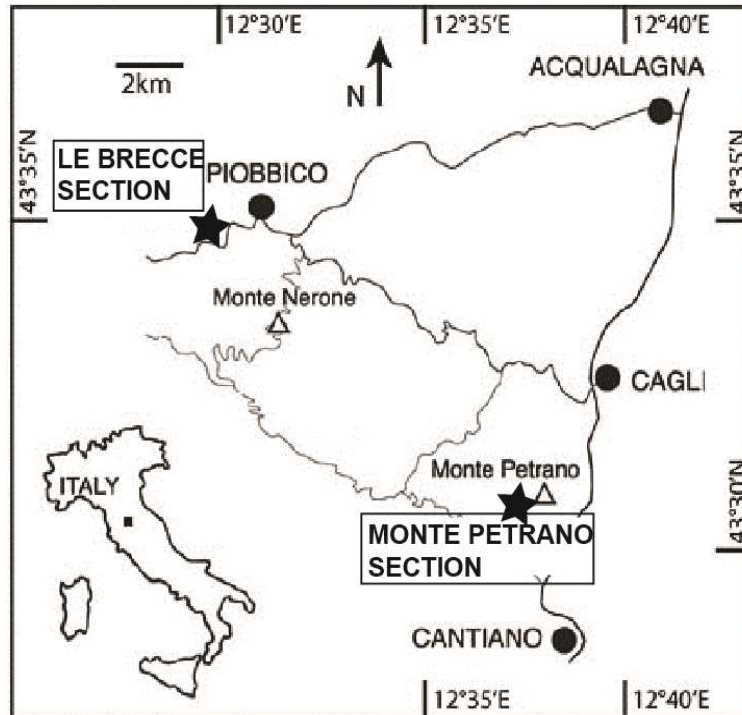 12°30'E
12°35'E
12°40'E
2km
N
ACQUALAGNA
43°35'N
LE BRECCE
SECTION
PIOBBICO
43°35'N
Monte Nerone
CAGLI
ITALY
Monte Petrano
43°30'N
MONTE PETRANO
SECTION
CANTIANO
12°35'E
12°40'E